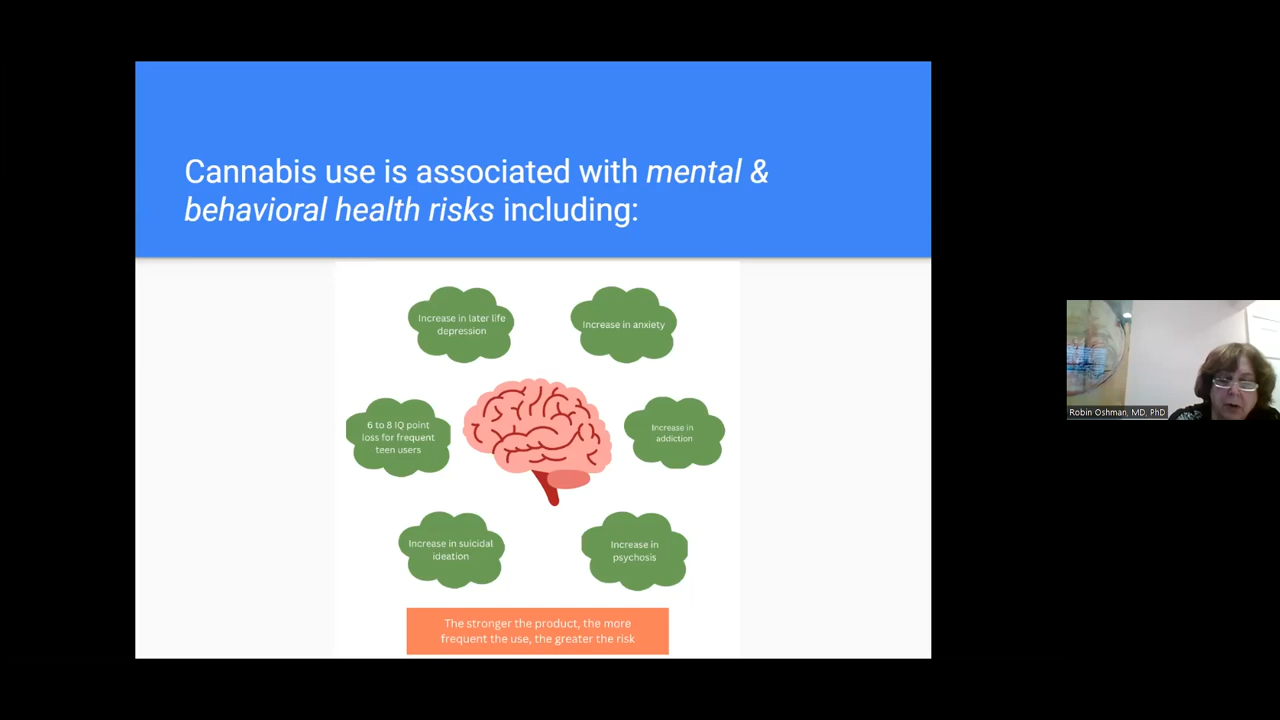 Cannabis use is associated with mental &
behavioral health risks including:
Increase in later life
depression
Increase in anxiety
6 to 8 IQ point
loss for frequent
teen users
Increase in
addiction
Increase in suicidal
ideation
Increase in
psychosis
The stronger the product, the more
frequent the use, the greater the risk
Robin Oshman, MD, PhD